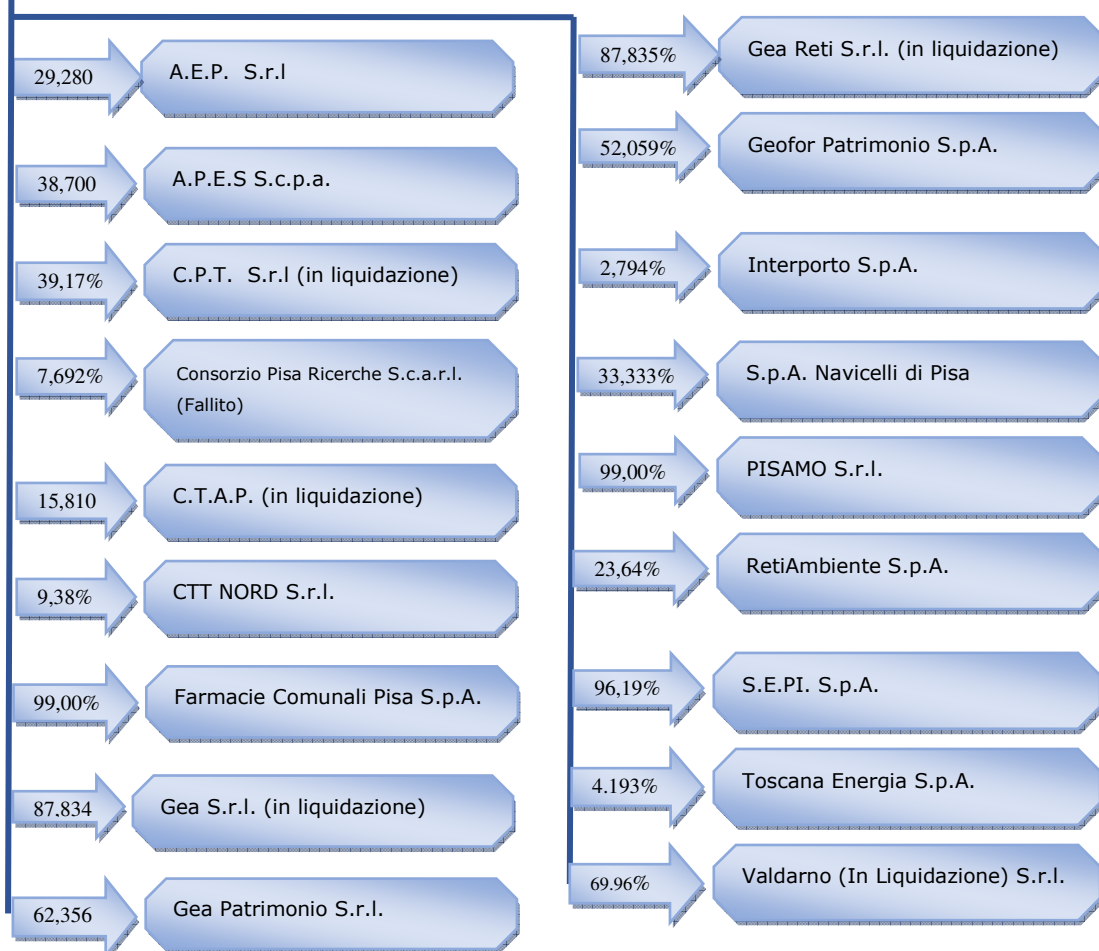 29,280
A.E.P. S.r.l
38,700
A.P.E.S S.c.p.a.
39,17%
C.P.T. S.r.l (in liquidazione)
7,692%
Consorzio Pisa Ricerche S.c.a.r.l.
(Fallito)
15,810
C.T.A.P. (in liquidazione)
9,38%
CTT NORD S.r.l.
99,00%
Farmacie Comunali Pisa S.p.A.
87,834
Gea S.r.l. (in liquidazione)
62,356
Gea Patrimonio S.r.l.
87,835%
Gea Reti S.r.l. (in liquidazione)
52,059%
Geofor Patrimonio S.p.A.
2,794%
Interporto S.p.A.
33,333%
S.p.A. Navicelli di Pisa
99,00%
PISAMO S.r.l.
23,64%
RetiAmbiente S.p.A.
96,19%
S.E.PI. S.p.A.
4.193%
Toscana Energia S.p.A.
69.96%
Valdarno (In Liquidazione) S.r.l.